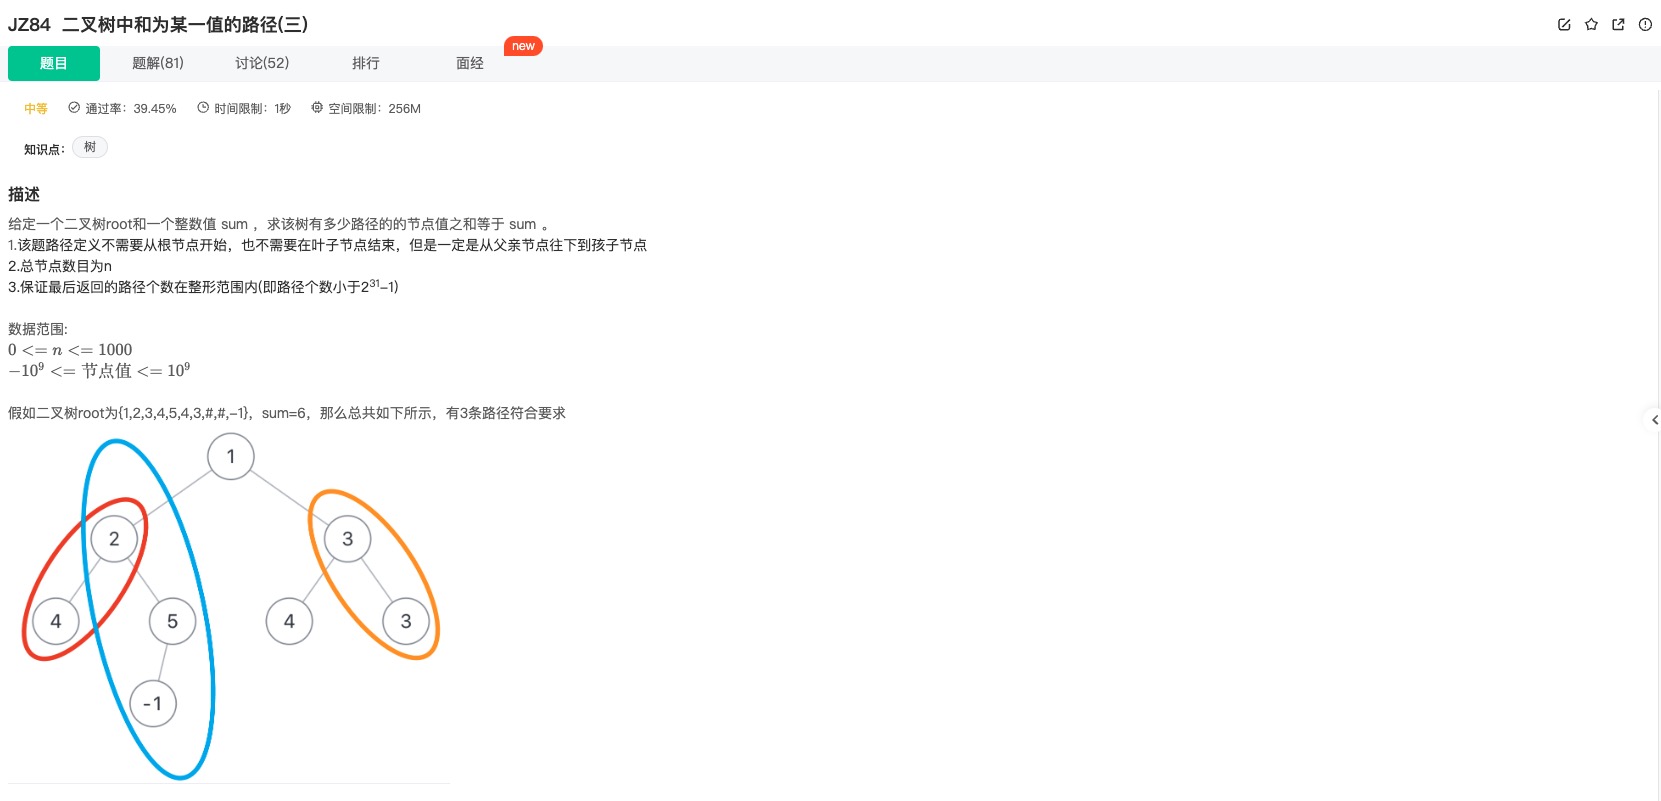 JZ84 二叉树中和为某一值的路径(三)
题目 题解(81) 讨论(52) 排行 面经 new
中等 通过率：39.45% 时间限制：1秒 空间限制：256M
知识点： 树
描述
给定一个二叉树root和一个整数值 sum ，求该树有多少路径的的节点值之和等于 sum 。
1.该题路径定义不需要从根节点开始，也不需要在叶子节点结束，但是一定是从父亲节点往下到孩子节点
2.总节点数目为n
3.保证最后返回的路径个数在整形范围内(即路径个数小于2³¹-1)
数据范围:
0 <= n <= 1000
−10⁹ <= 节点值 <= 10⁹
假如二叉树root为{1,2,3,4,5,4,3,#,#,-1}，sum=6，那么总共如下所示，有3条路径符合要求
1
2 3
4 5 4 3
-1